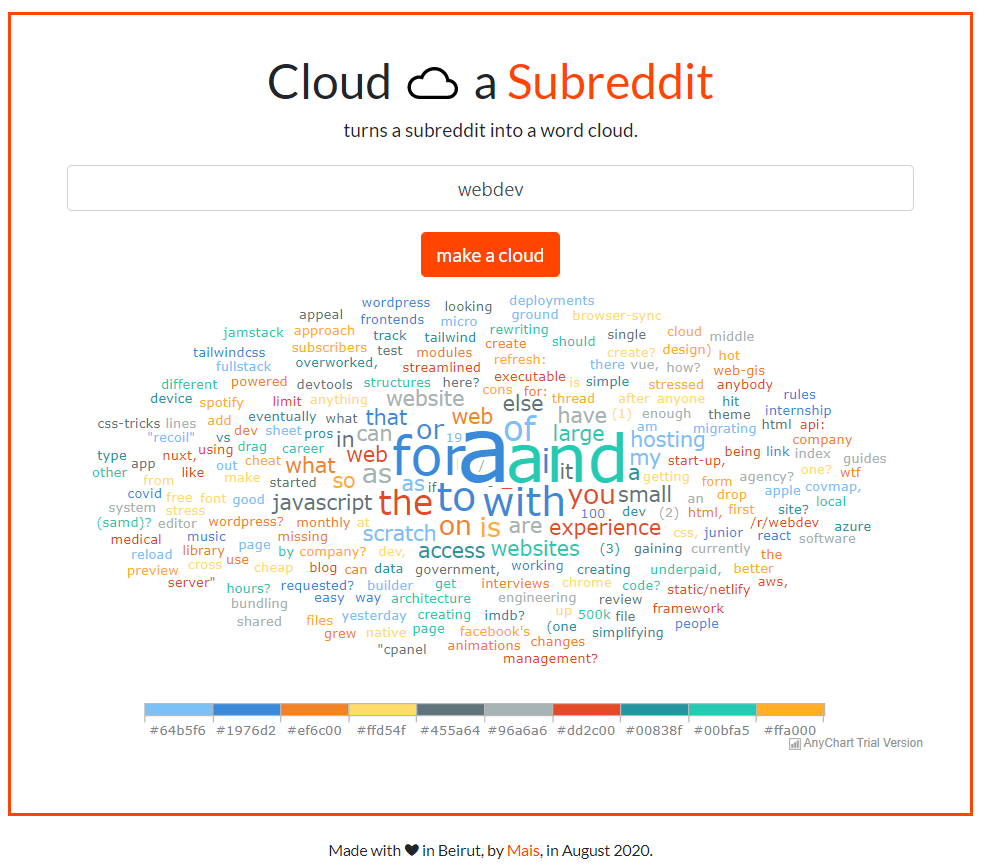 Cloud a Subreddit
turns a subreddit into a word cloud.
webdev
make a cloud
wordpress looking deployments
appeal frontends micro ground browser-sync
jamstack approach track tailwind rewriting should single cloud middle
tailwindcss subscribers test modules create create? design) hot
fullstack overworked, streamlined refresh: there vue, how? web-gis
different powered devtools structures here? executable is simple stressed anybody
device spotify limit anything website cons for: thread after anyone hit rules
css-tricks lines add eventually what that or web else have (1) enough theme internship
"recoil" vs dev sheet pros in can 19 of large am migrating html api:
type nuxt, using drag career for a and hosting being link index company
other app like out cheat what web as / it my start-up, guides
covid from make started so as if a getting form agency? one? wtf
system free font good javascript the to with you small an drop apple covmap,
stress 100 dev (2) html, first site? local
(samd)? editor wordpress? monthly at scratch on is are experience css, junior /r/webdev azure
medical music missing react software
reload library page by company? dev, access websites (3) gaining currently the
preview cross use cheap blog can data government, working creating underpaid, better
server" hours? requested? builder get interviews chrome code? static/netlify aws,
bundling easy way architecture engineering review framework
shared files yesterday creating imdb? up 500k file people
grew native page facebook's (one simplifying
"cpanel animations changes
management?
#64b5f6 #1976d2 #ef6c00 #ffd54f #455a64 #96a6a6 #dd2c00 #00838f #00bfa5 #ffa000
AnyChart Trial Version
Made with in Beirut, by Mais, in August 2020.